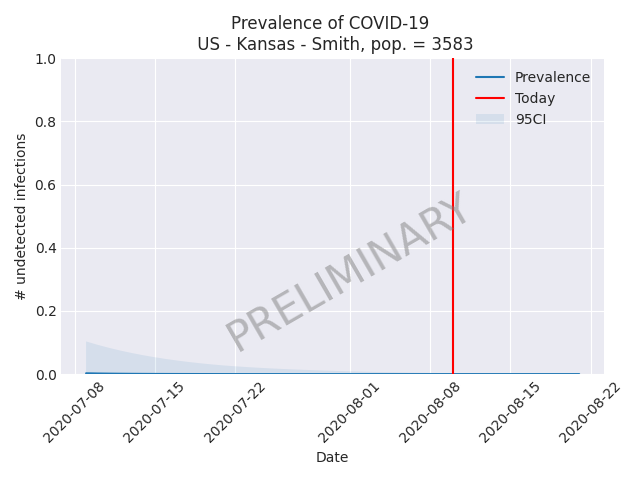 Prevalence of COVID-19
US - Kansas - Smith, pop. = 3583
1.0
0.8
0.6
0.4
0.2
0.0
# undetected infections
Prevalence
Today
95CI
PRELIMINARY
2020-07-08
2020-07-15
2020-07-22
2020-08-01
2020-08-08
2020-08-15
2020-08-22
Date